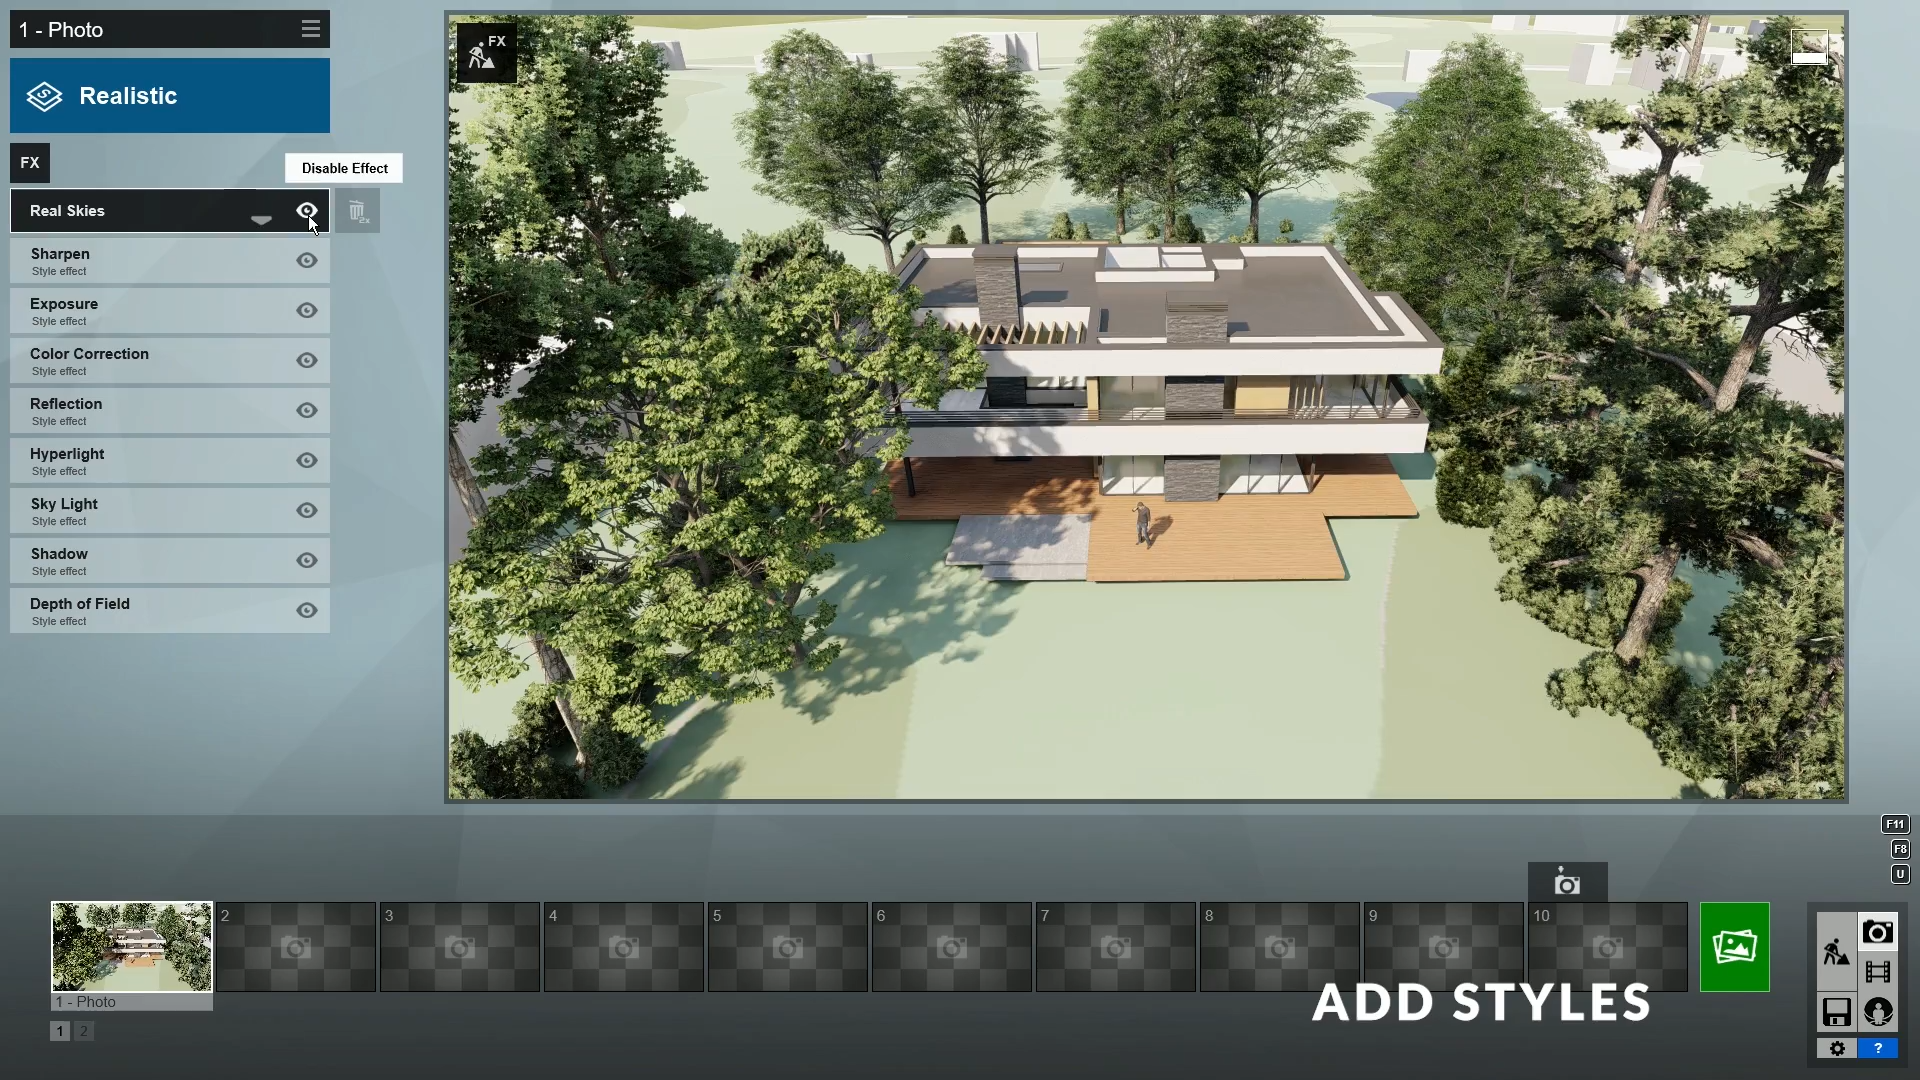 1 - Photo
Realistic
FX
Disable Effect
Real Skies
2x
Sharpen
Style effect
Exposure
Style effect
Color Correction
Style effect
Reflection
Style effect
Hyperlight
Style effect
Sky Light
Style effect
Shadow
Style effect
Depth of Field
Style effect
FX
F11
F8
U
2
3
4
5
6
7
8
9
10
1 - Photo
1 2
ADD STYLES
?